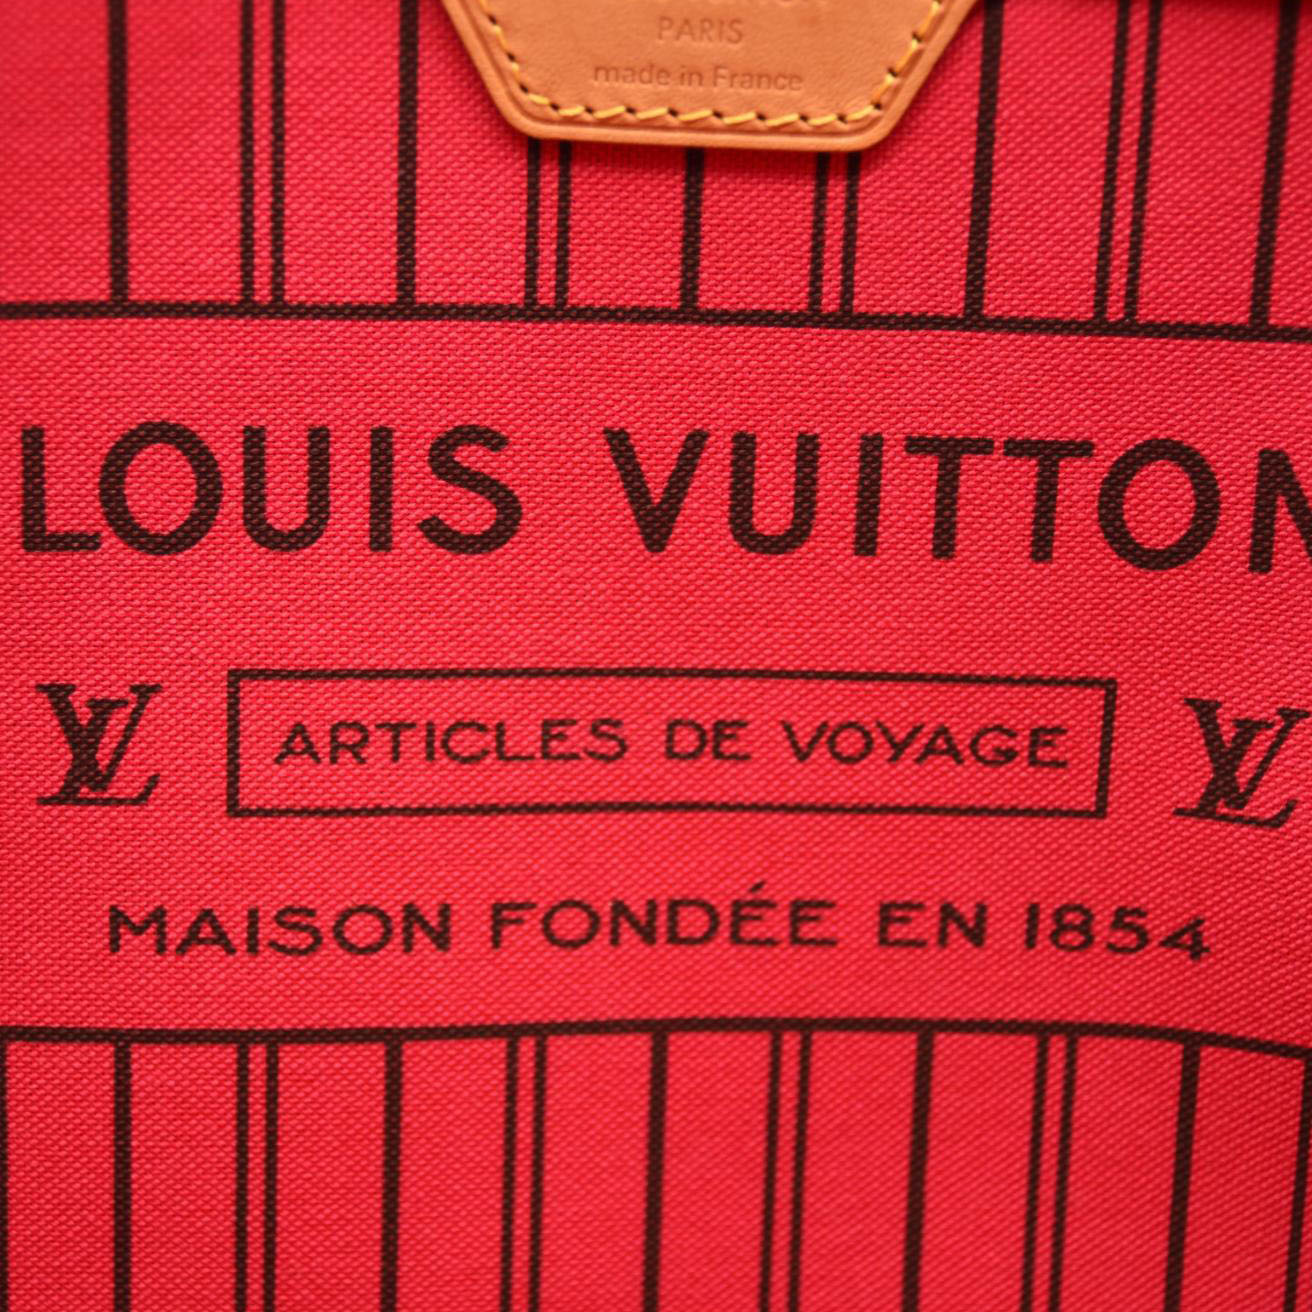 PARIS
made in France
LOUIS VUITTON
LV ARTICLES DE VOYAGE LV
MAISON FONDÉE EN 1854